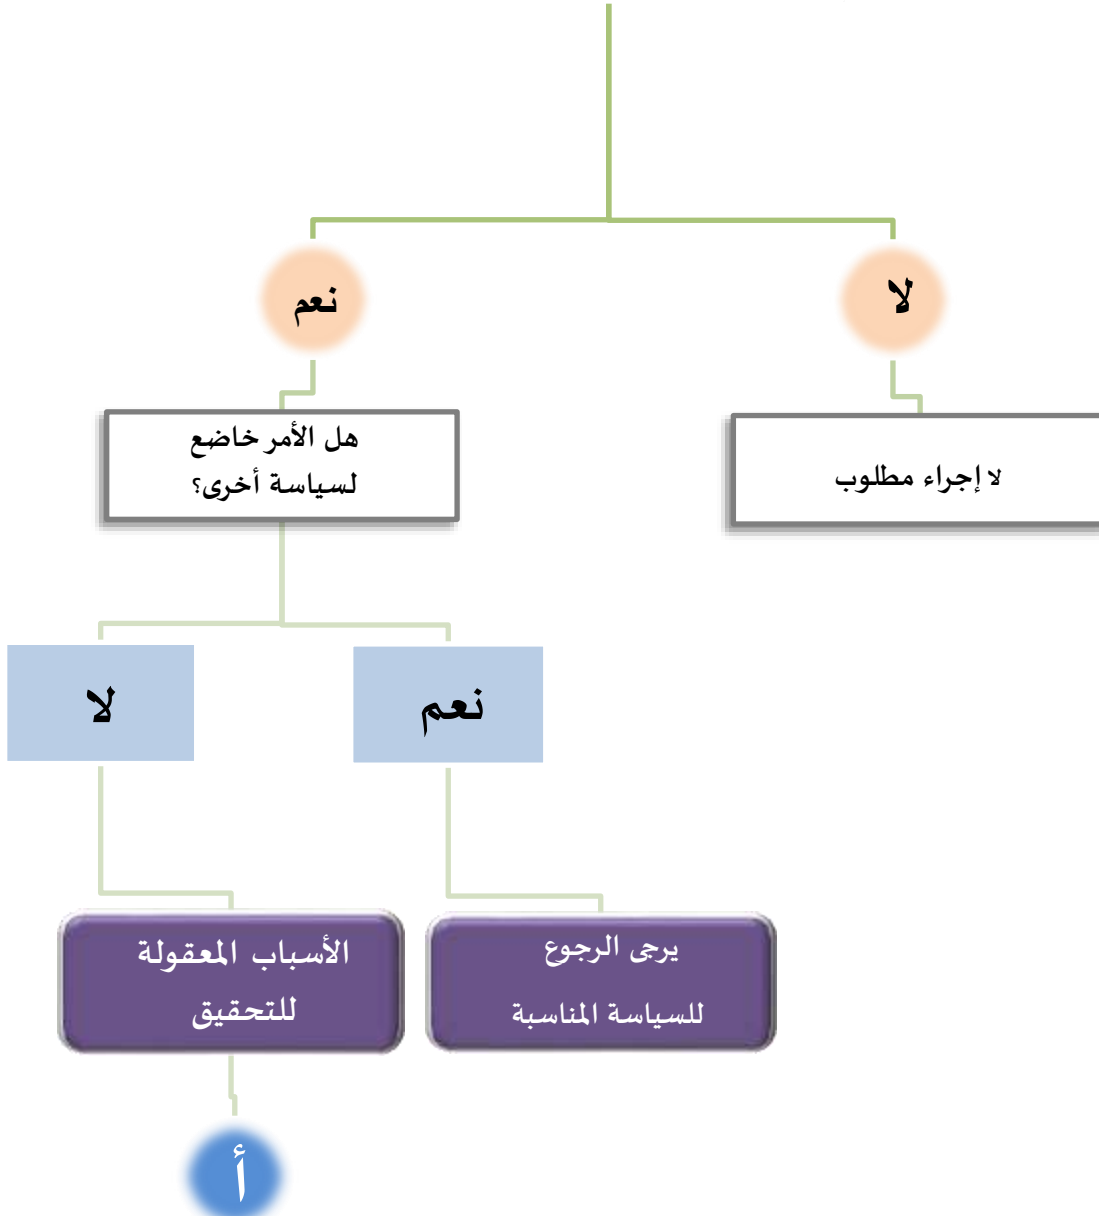 لا
نعم
لا إجراء مطلوب
هل الأمر خاضع
لسياسة أخرى؟
نعم
لا
يرجى الرجوع
للسياسة المناسبة
الأسباب المعقولة
للتحقيق
أ